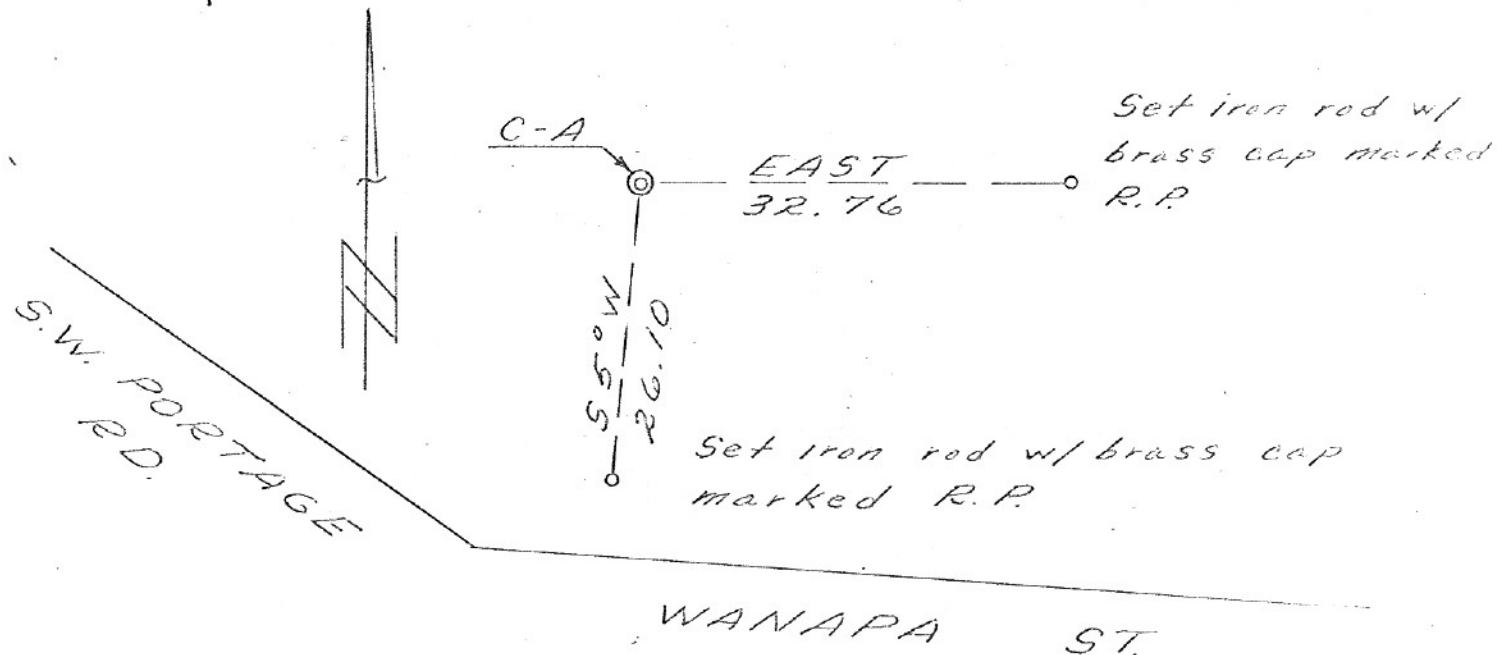 C-A
EAST
32.76
Set iron rod w/
brass cap marked
R.P.
S 5° W
26.10
Set iron rod w/ brass cap
marked R.P.
N
S.W. PORTAGE
RD.
WANAPA ST.